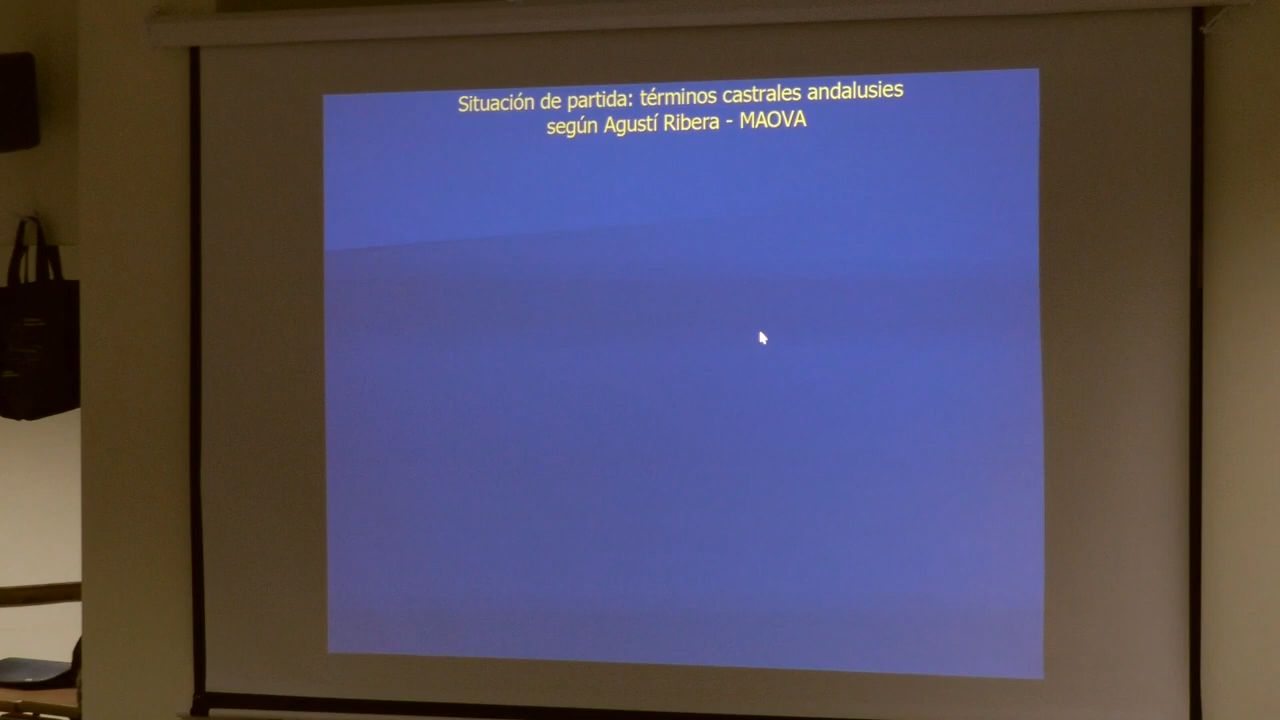 Situación de partida: términos castrales andalusies
según Agustí Ribera - MAOVA